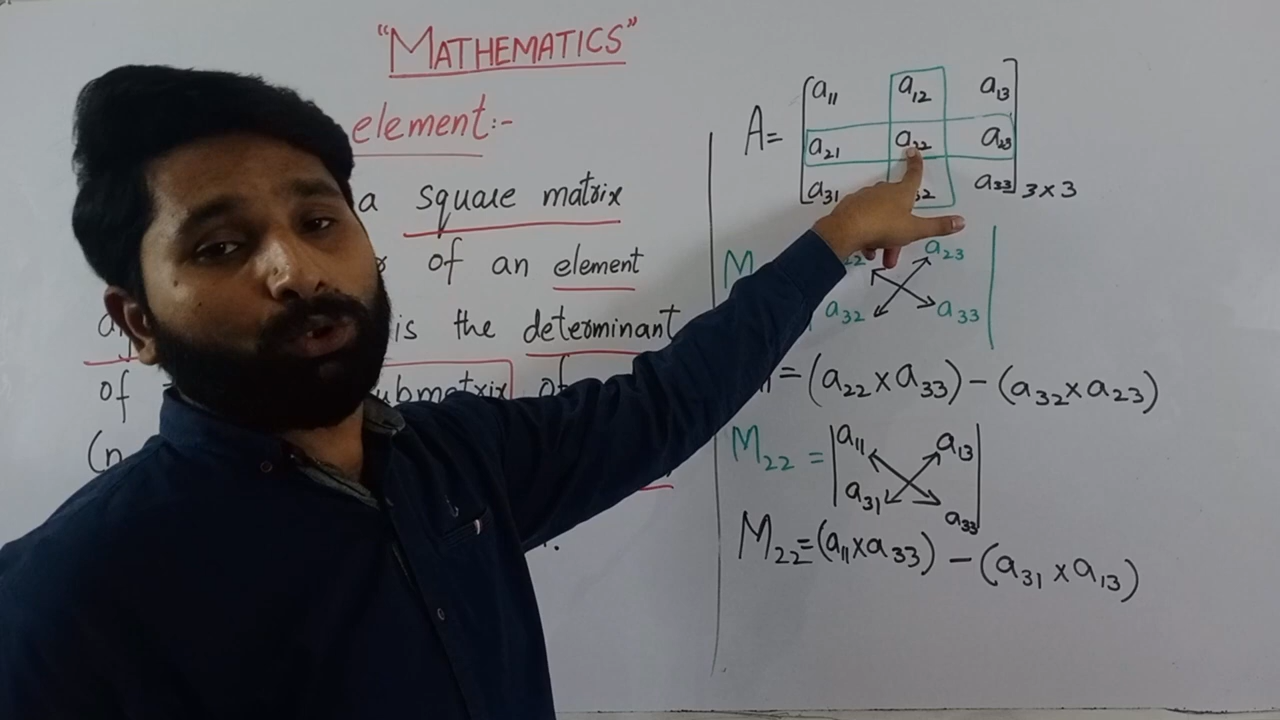 “MATHEMATICS”
element:-
a square matrix
of an element
is the determinant
of submatrix of
(n
A= [a11 a12 a13
a21 a22 a23
a31 a33] 3×3
M a23
a32 a33
=(a22×a33)-(a32×a23)
M22 = |a11 a13
a31 a33|
M22=(a11×a33)-(a31×a13)